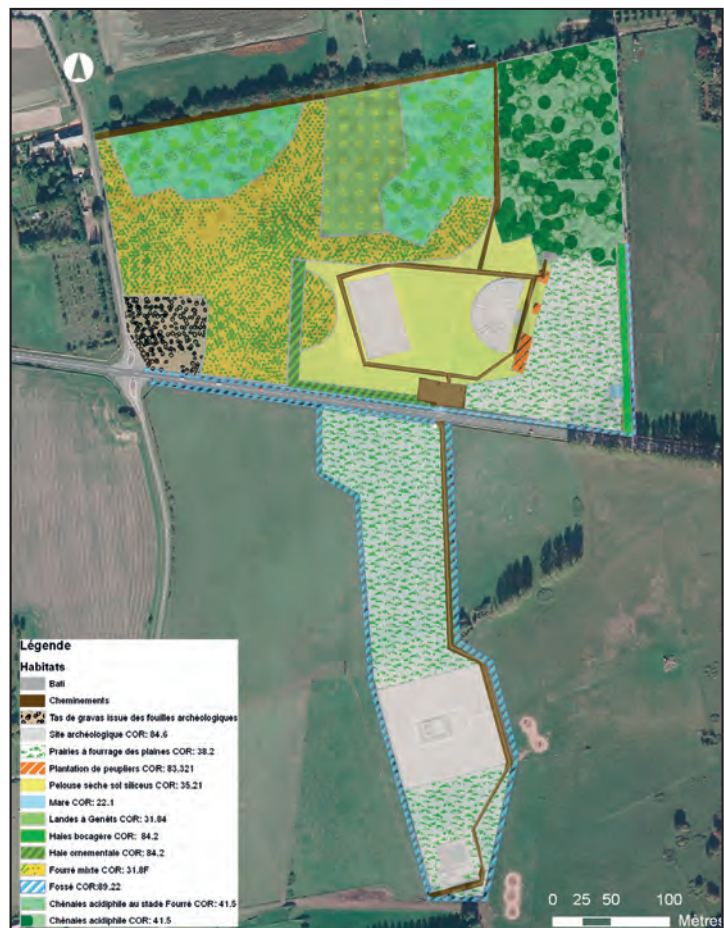 Légende
Habitats
Bati
Cheminements
Tas de gravas issue des fouilles archéologiques
Site archéologique COR: 84.6
Prairies à fourrage des plaines COR: 38.2
Plantation de peupliers COR: 83,321
Pelouse sèche sol siliceus COR: 35.21
Mare COR: 22.1
Landes à Genêts COR: 31.84
Haies bocagère COR: 84.2
Haie ornementale COR: 84.2
Fourré mixte COR: 31.8F
Fossé COR:89.22
Chênaies acidiphile au stade Fourré COR: 41.5
Chênaies acidiphile COR: 41.5
0 25 50 100
Mètres